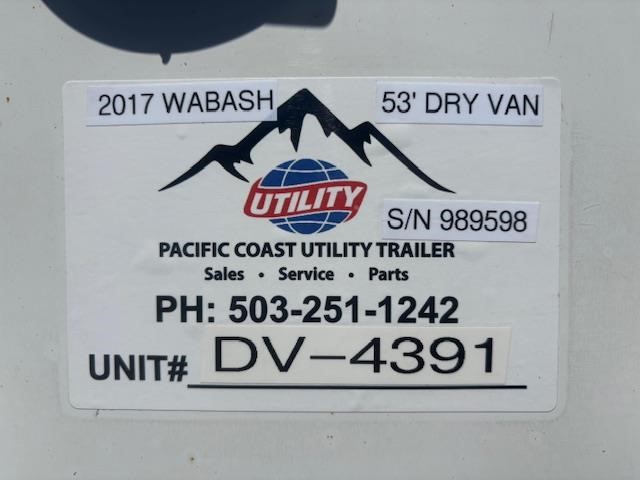 2017 WABASH
53' DRY VAN
UTILITY
S/N 989598
PACIFIC COAST UTILITY TRAILER
Sales • Service • Parts
PH: 503-251-1242
UNIT# DV-4391